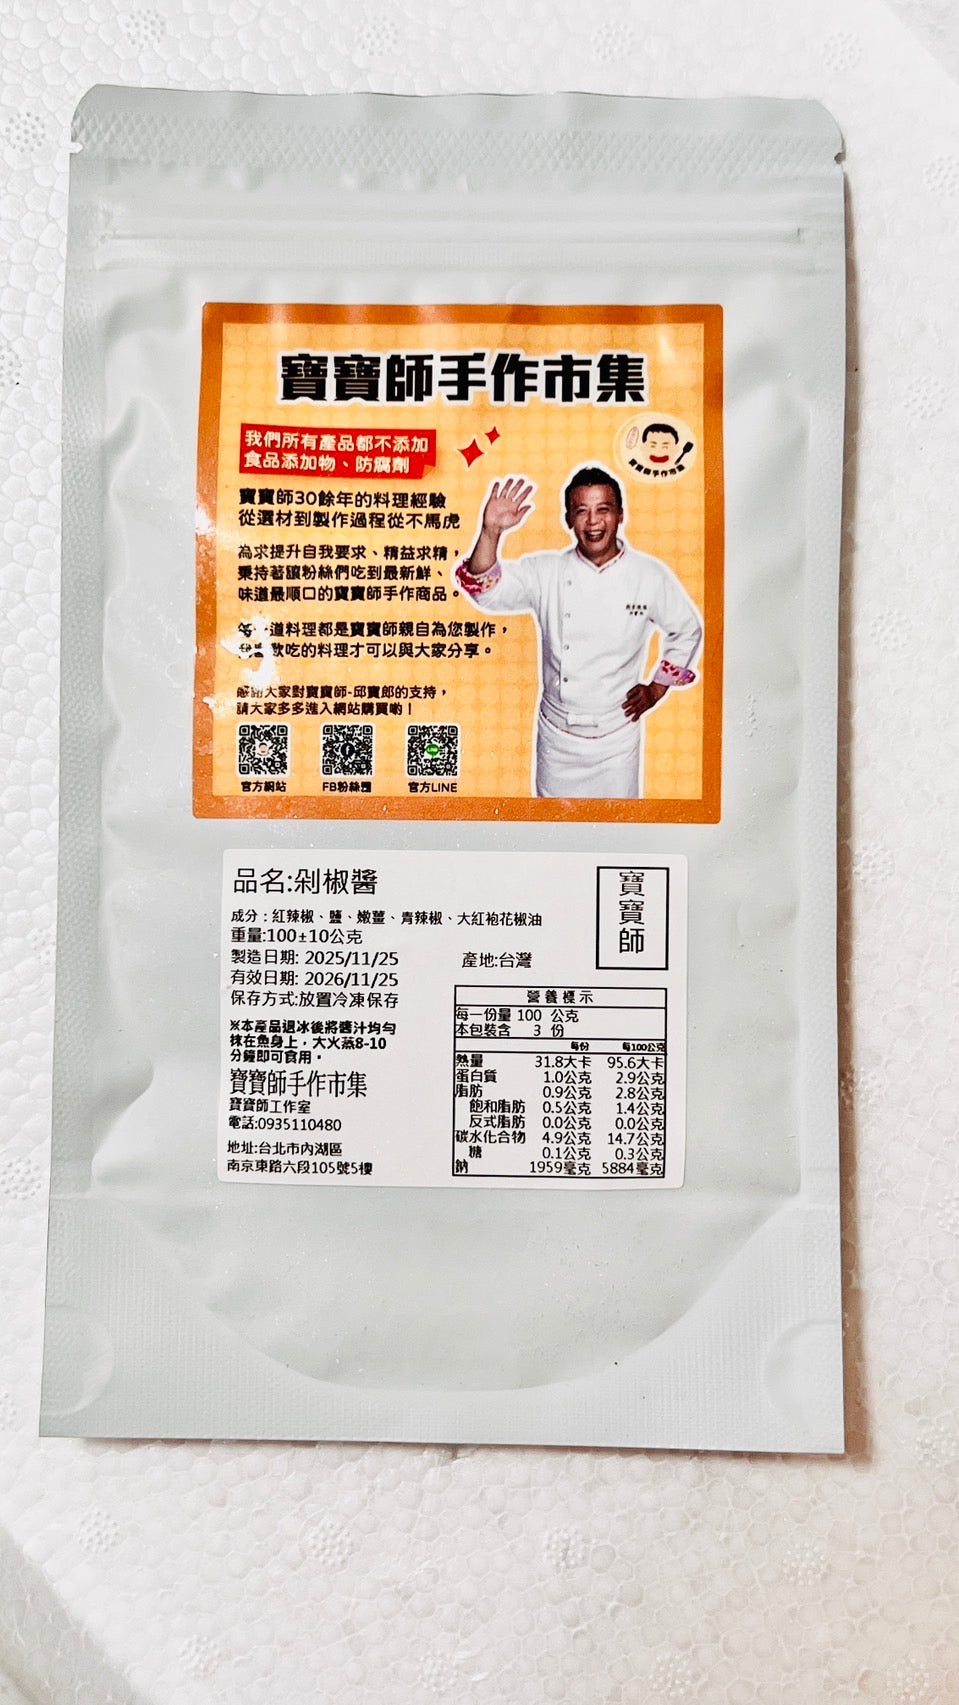 寶寶師手作市集
我們所有產品都不添加
食品添加物、防腐劑
寶寶師手作市集
寶寶師30餘年的料理經驗
從選材到製作過程從不馬虎
為求提升自我要求、精益求精，
秉持著讓粉絲們吃到最新鮮、
味道最順口的寶寶師手作商品。
每一道料理都是寶寶師親自為您製作，
歡吃的料理才可以與大家分享。
感謝大家對寶寶師-邱寶郎的支持，
請大家多多進入網站購買喲！
官方網站 FB粉絲團 官方LINE
品名:剁椒醬
寶寶師
成分：紅辣椒、鹽、嫩薑、青辣椒、大紅袍花椒油
重量:100±10公克
製造日期: 2025/11/25
產地:台灣
有效日期: 2026/11/25
保存方式:放置冷凍保存
※本產品退冰後將醬汁均勻
抹在魚身上，大火蒸8-10
分鐘即可食用。
寶寶師手作市集
寶寶師工作室
電話:0935110480
地址:台北市內湖區
南京東路六段105號5樓
營養標示
每一份量 100 公克
本包裝含 3 份
每份 每100公克
熱量 31.8大卡 95.6大卡
蛋白質 1.0公克 2.9公克
脂肪 0.9公克 2.8公克
飽和脂肪 0.5公克 1.4公克
反式脂肪 0.0公克 0.0公克
碳水化合物 4.9公克 14.7公克
糖 0.1公克 0.3公克
鈉 1959毫克 5884毫克